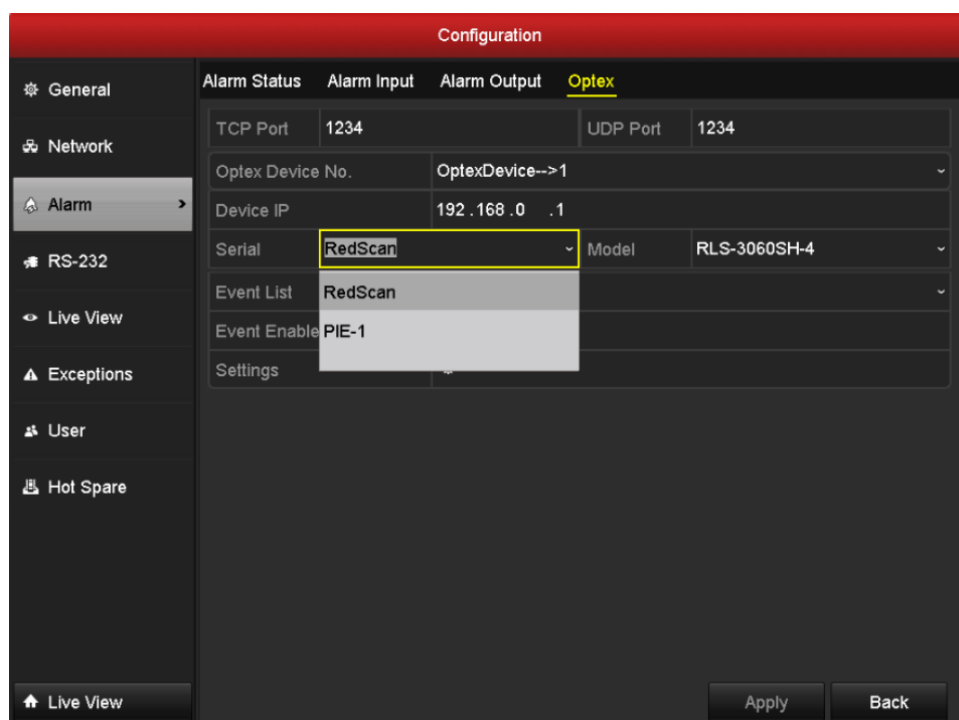 Configuration
General
Network
Alarm
RS-232
Live View
Exceptions
User
Hot Spare
Live View
Alarm Status Alarm Input Alarm Output Optex
TCP Port 1234 UDP Port 1234
Optex Device No. OptexDevice-->1
Device IP 192.168.0 .1
Serial RedScan Model RLS-3060SH-4
Event List RedScan
Event Enable PIE-1
Settings
Apply Back